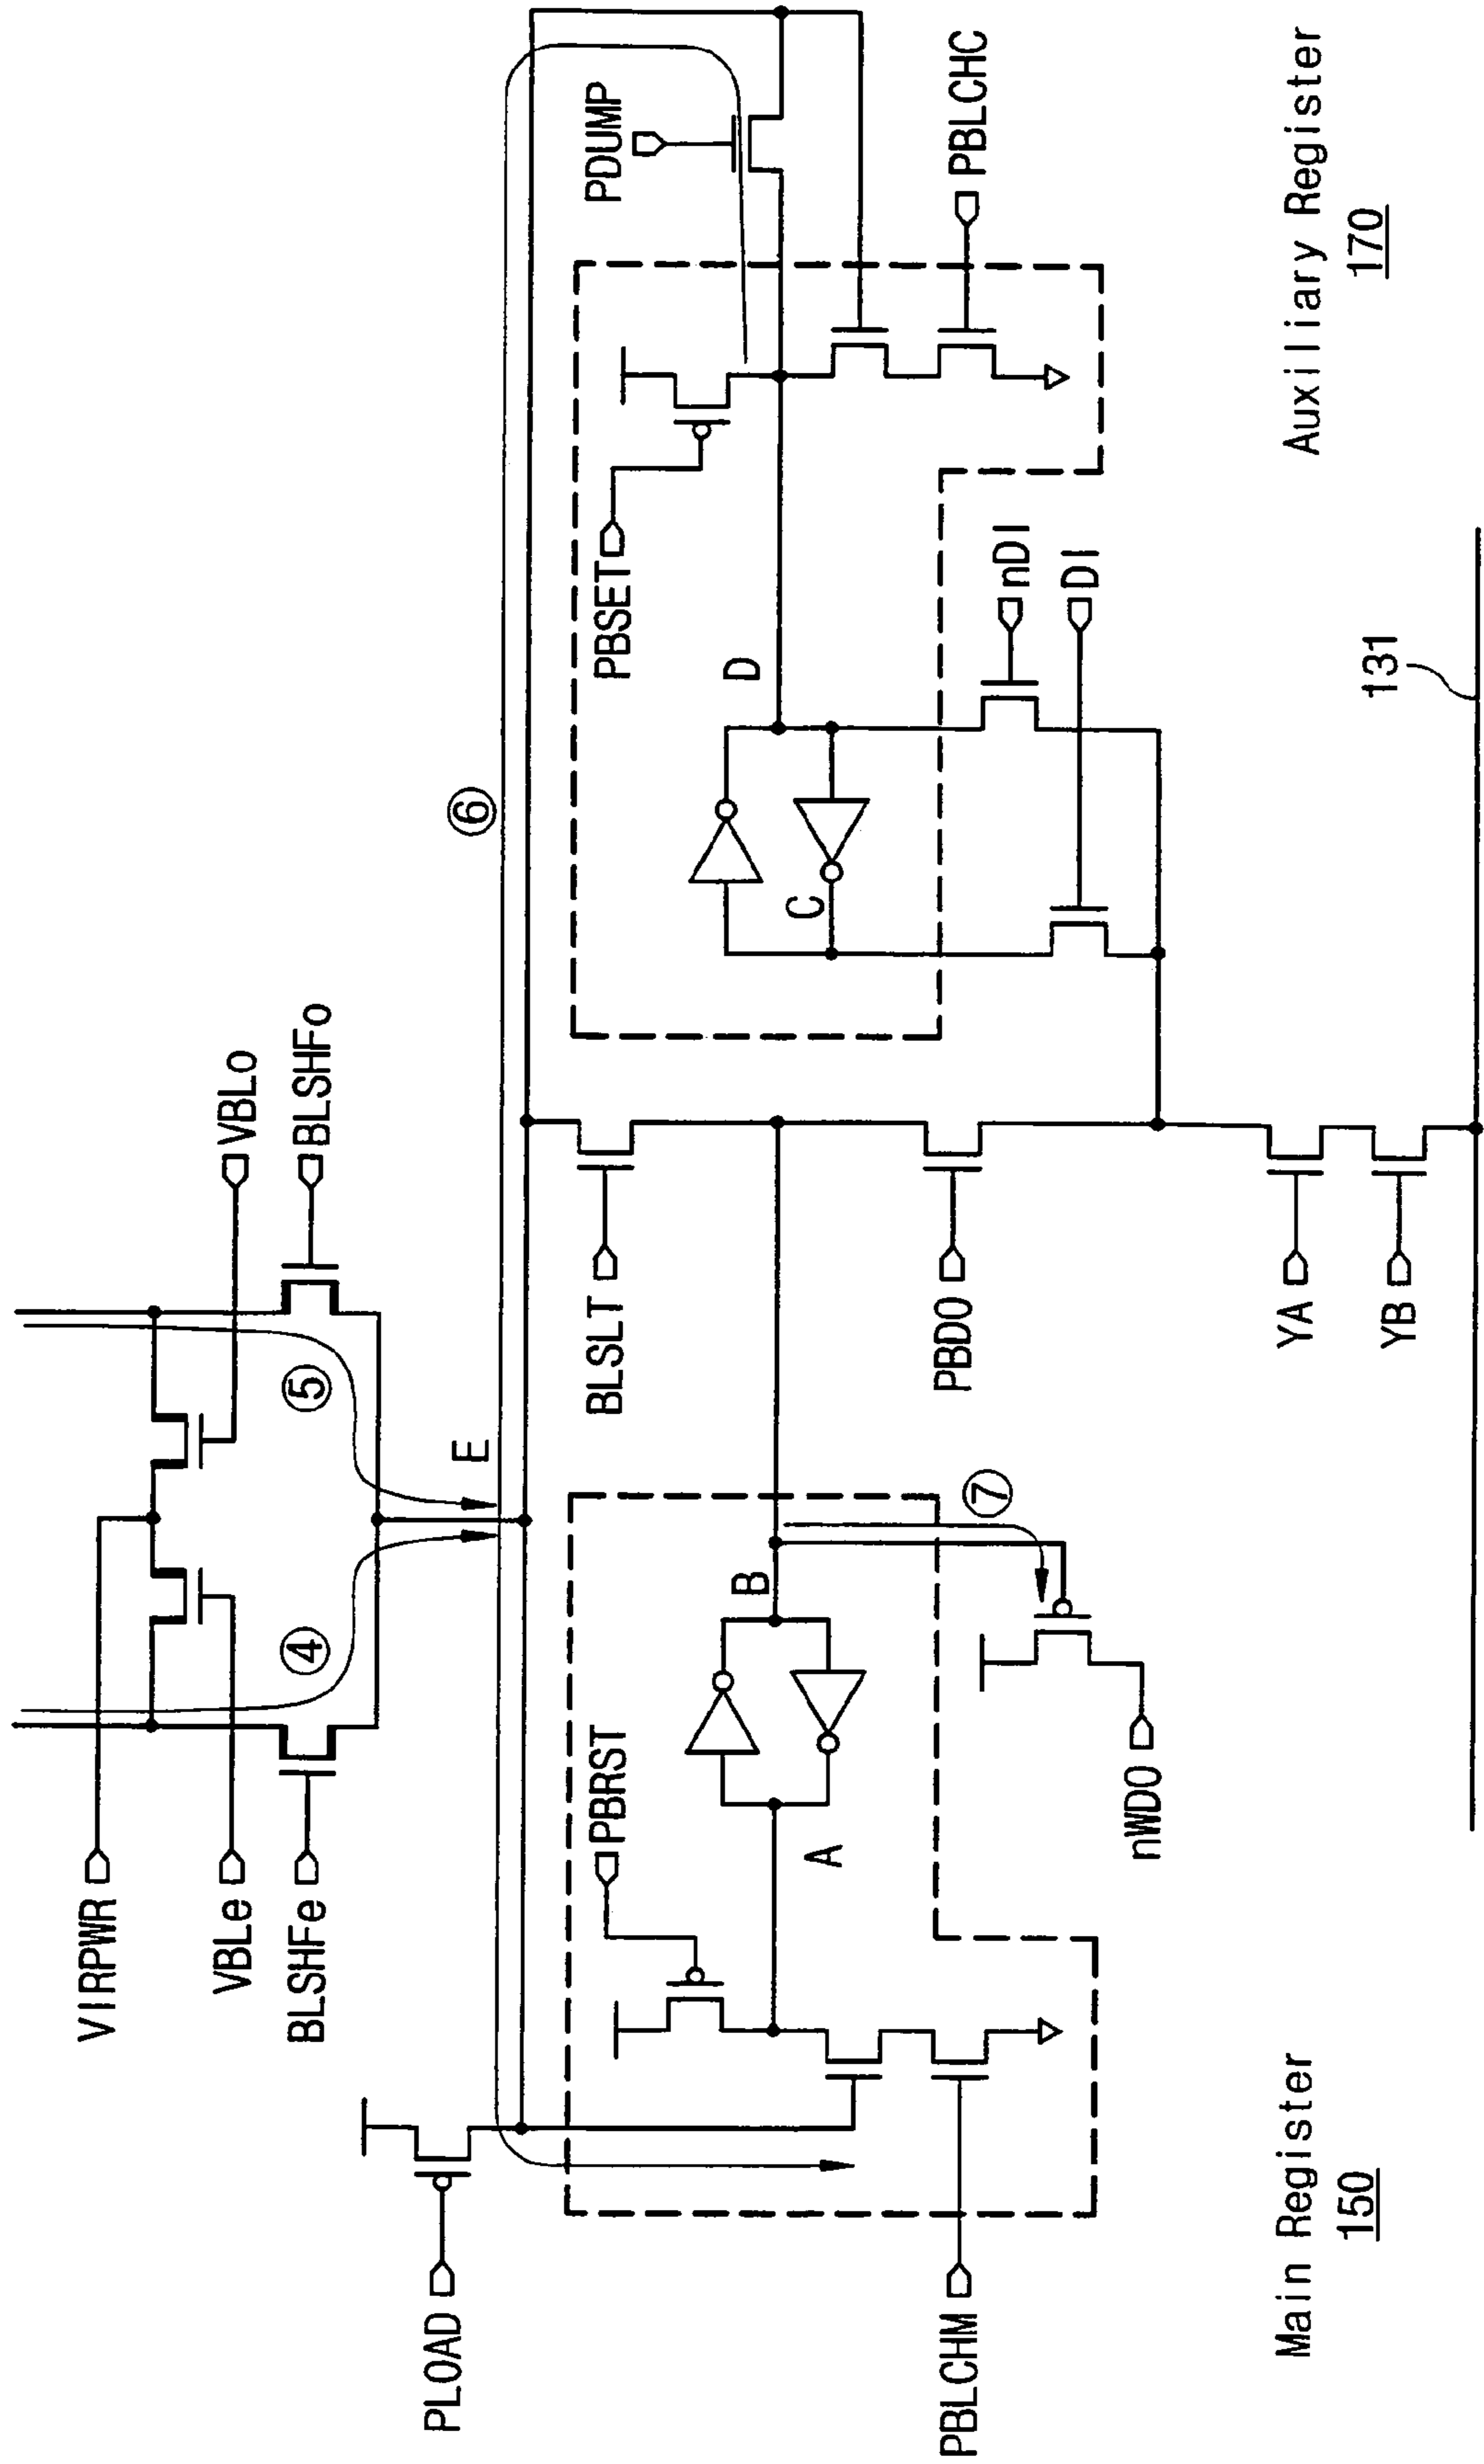 VIRPWR
VBLe
BLSHFe
④
⑤
VBLo
BLSHFo
PLOAD
E
⑥
PBRST
A
B
⑦
BLSLT
PBDO
PBSET
C
D
PDUMP
PBLCHC
nDI
DI
PBLCHM
nWDO
YA
YB
131
Main Register
150
Auxiliary Register
170